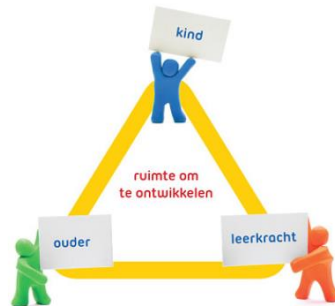 kind
ruimte om
te ontwikkelen
ouder
leerkracht